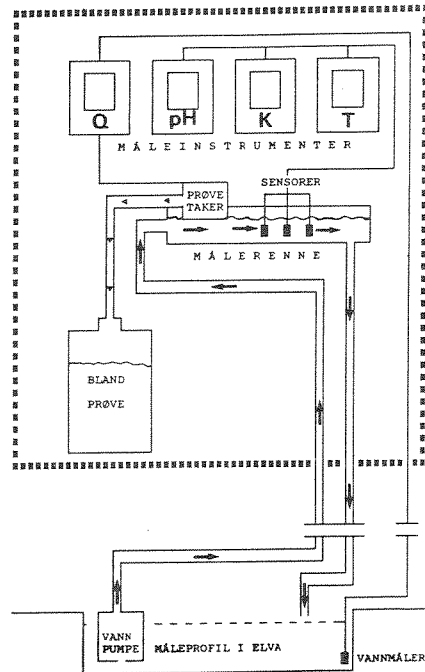 Q pH K T
MÅLEINSTRUMENTER
SENSORER
PRØVE
TAKER
MÅLERENNE
BLAND
PRØVE
VANN
PUMPE
MÅLEPROFIL I ELVA
VANNMÅLER